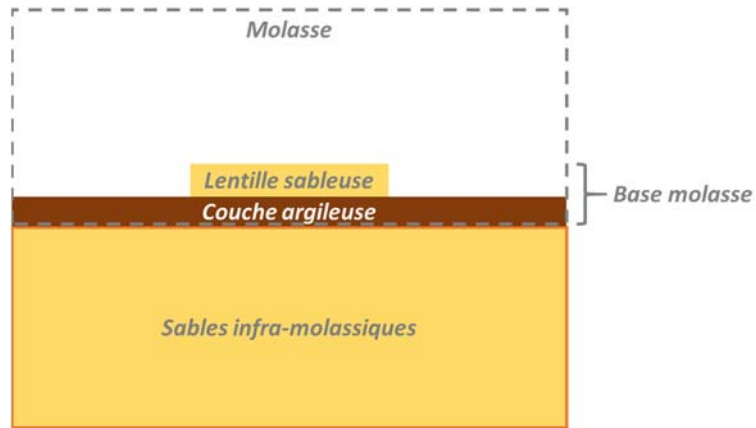 Molasse
Lentille sableuse
Base molasse
Couche argileuse
Sables infra-molassiques